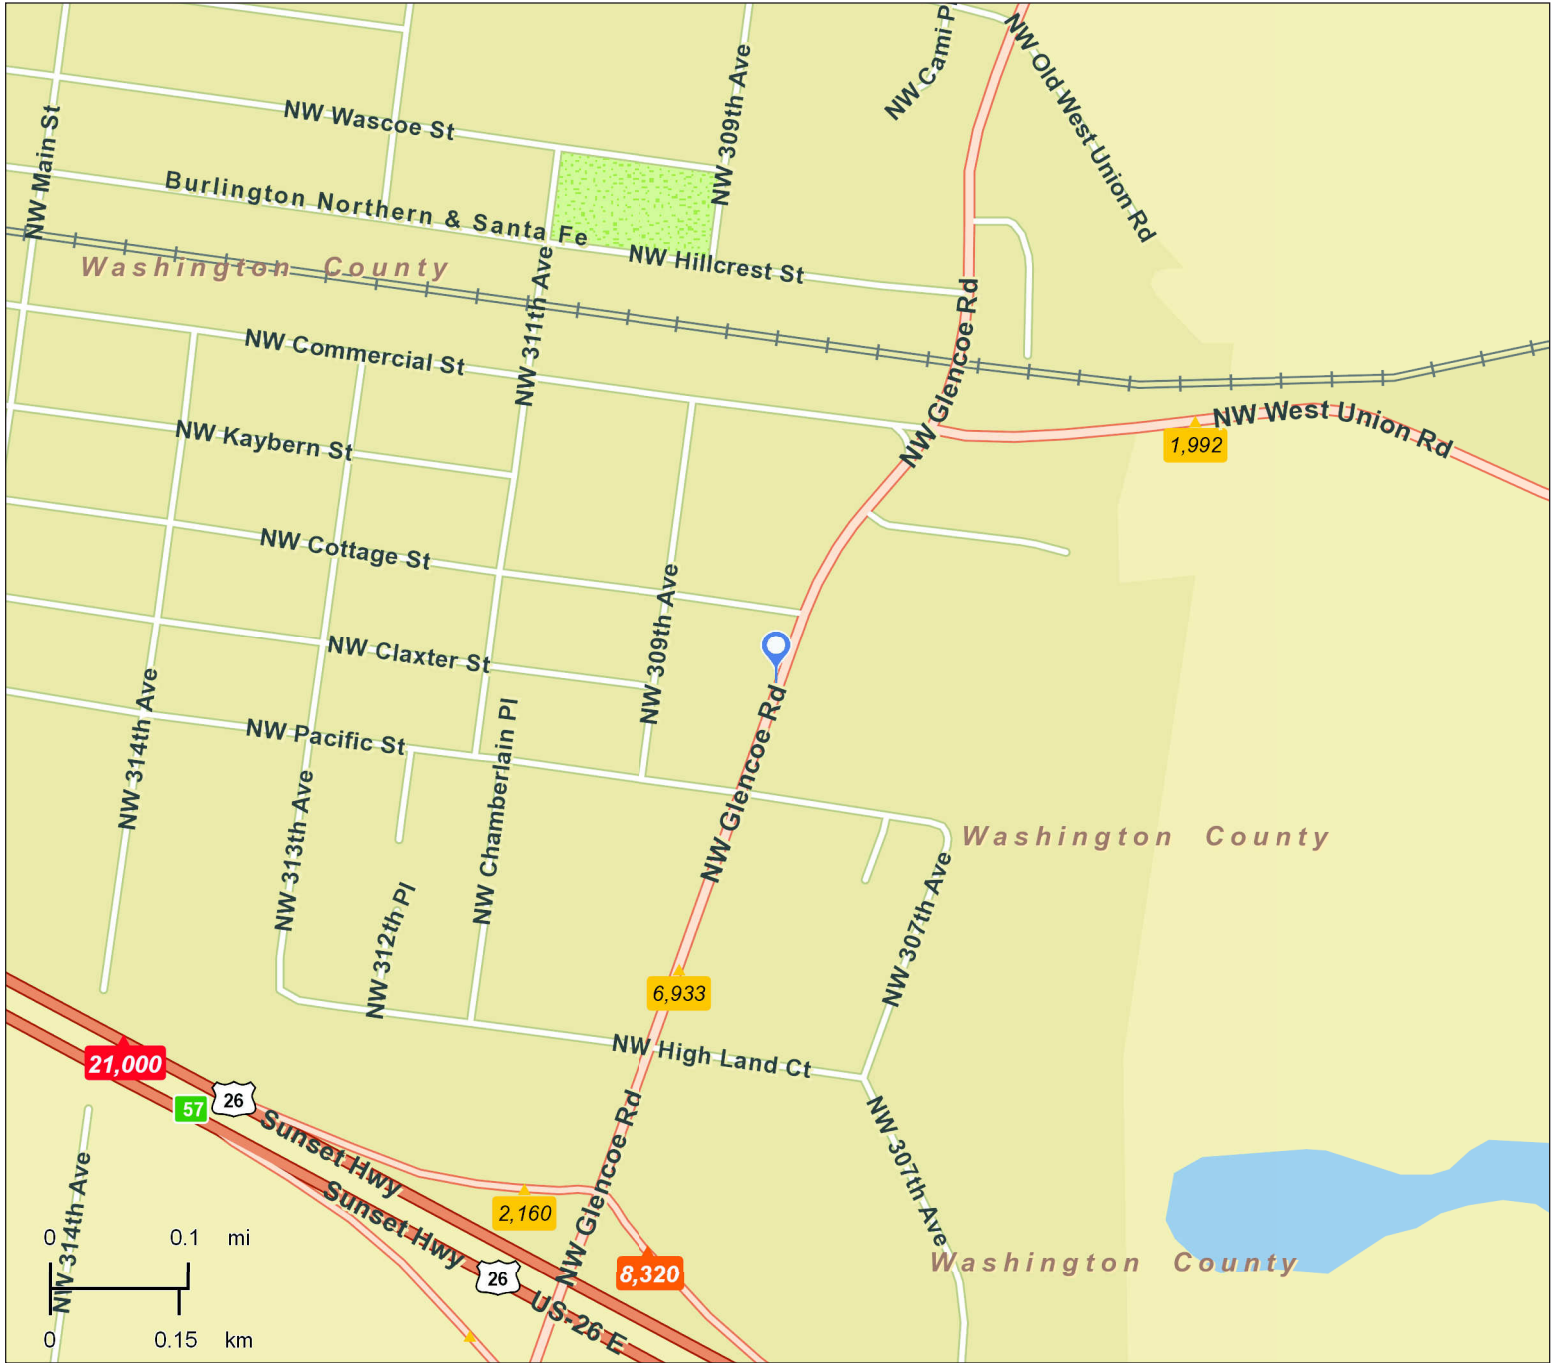 NW Cami P
NW Old West Union Rd
NW 309th Ave
NW Wascoe St
NW Main St
Burlington Northern & Santa Fe
NW Hillcrest St
Washington County
NW 311th Ave
NW Glencoe Rd
NW Commercial St
NW West Union Rd
1,992
NW Kaybern St
NW Cottage St
NW 309th Ave
NW Claxter St
NW 314th Ave
NW Pacific St
NW Glencoe Rd
NW Chamberlain Pl
NW 313th Ave
Washington County
NW 307th Ave
NW 312th Pl
6,933
NW High Land Ct
21,000
57
26
Sunset Hwy
NW Glencoe Rd
NW 307th Ave
NW 314th Ave
Sunset Hwy
2,160
8,320
26
US-26 E
Washington County
0 0.1 mi
0 0.15 km